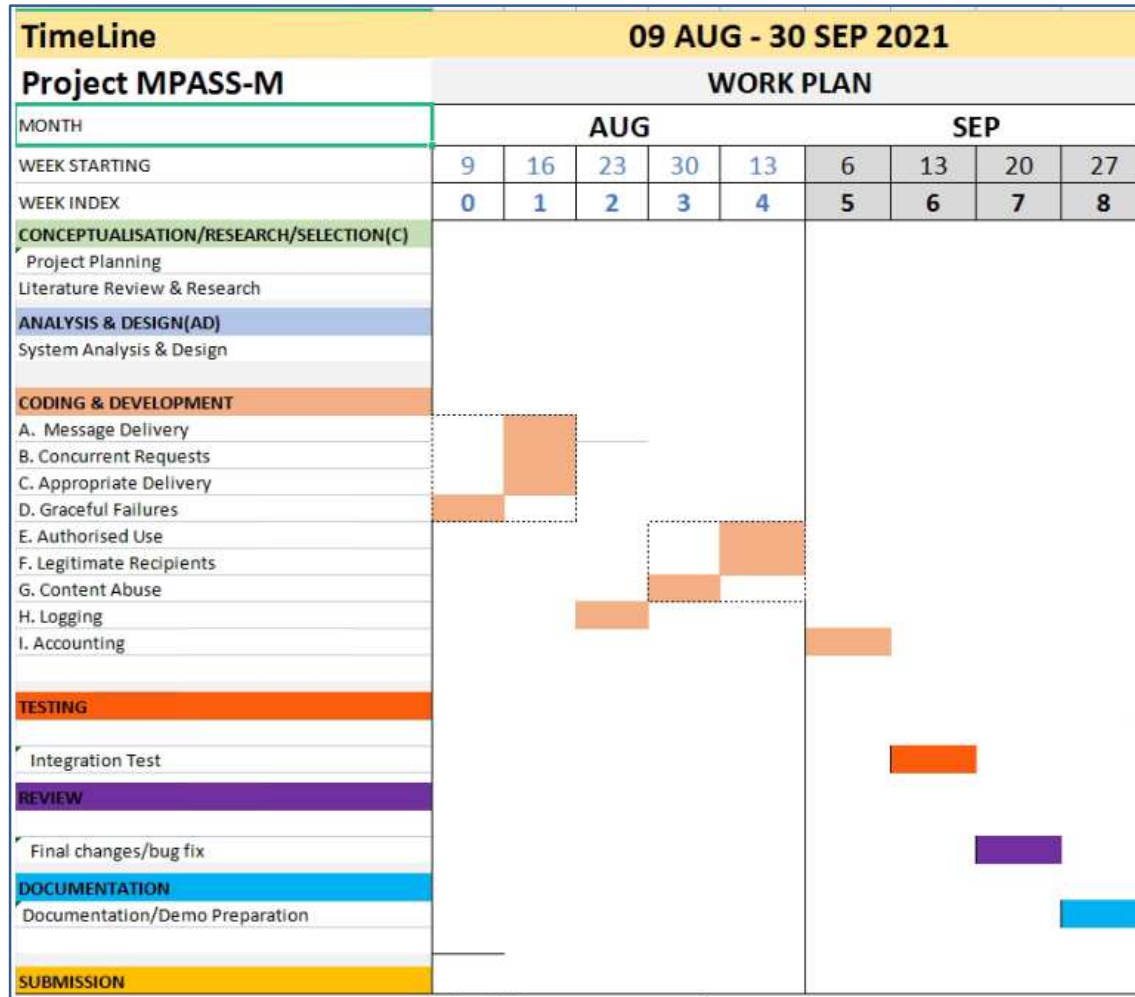 TimeLine 09 AUG - 30 SEP 2021
Project MPASS-M WORK PLAN
MONTH AUG SEP
WEEK STARTING 9 16 23 30 13 6 13 20 27
WEEK INDEX 0 1 2 3 4 5 6 7 8
CONCEPTUALISATION/RESEARCH/SELECTION(C)
Project Planning
Literature Review & Research
ANALYSIS & DESIGN(AD)
System Analysis & Design
CODING & DEVELOPMENT
A. Message Delivery
B. Concurrent Requests
C. Appropriate Delivery
D. Graceful Failures
E. Authorised Use
F. Legitimate Recipients
G. Content Abuse
H. Logging
I. Accounting
TESTING
Integration Test
REVIEW
Final changes/bug fix
DOCUMENTATION
Documentation/Demo Preparation
SUBMISSION